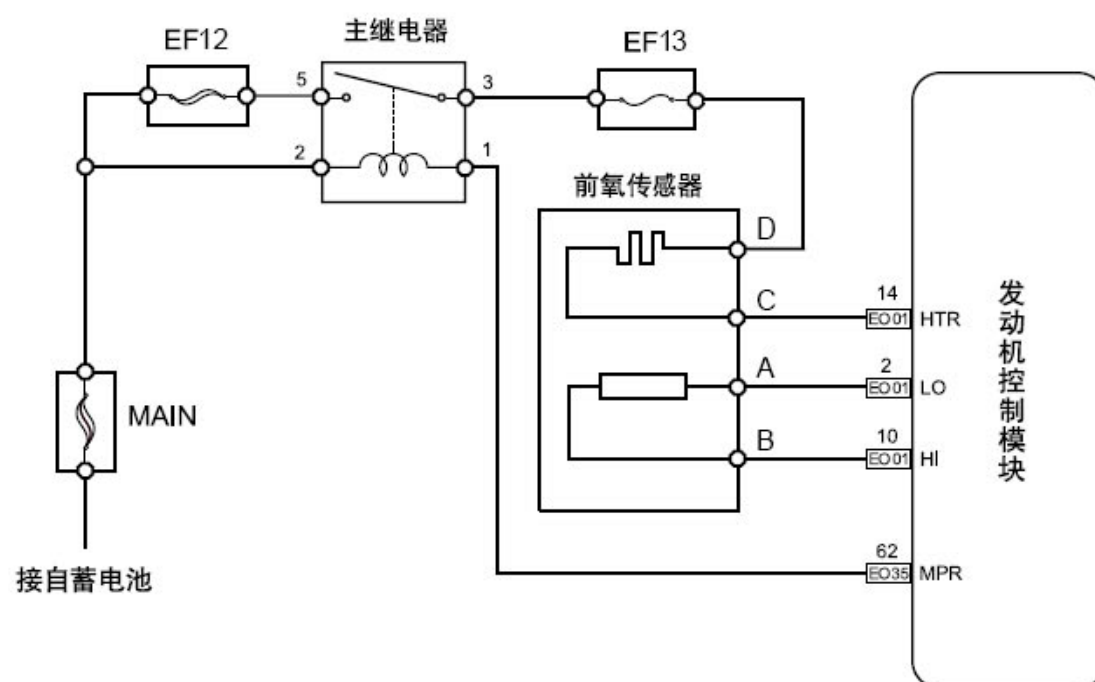 主继电器
EF12
EF13
5
3
2
1
前氧传感器
D
C
14
EO01
HTR
A
2
EO01
LO
B
10
EO01
HI
发动机控制模块
MAIN
62
EO35
MPR
接自蓄电池